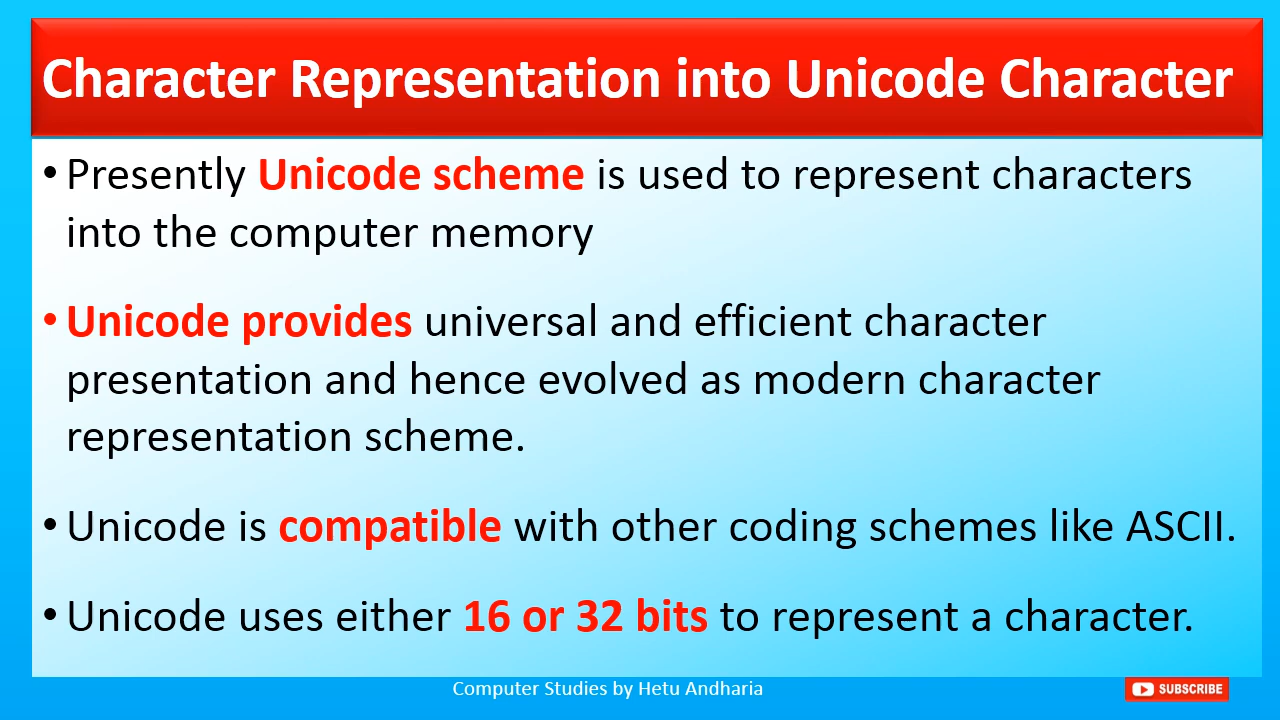 Character Representation into Unicode Character
• Presently Unicode scheme is used to represent characters
into the computer memory
• Unicode provides universal and efficient character
presentation and hence evolved as modern character
representation scheme.
• Unicode is compatible with other coding schemes like ASCII.
• Unicode uses either 16 or 32 bits to represent a character.
Computer Studies by Hetu Andharia
SUBSCRIBE